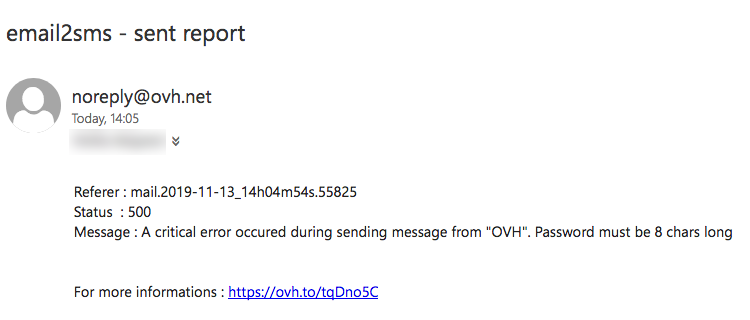 email2sms - sent report
noreply@ovh.net
Today, 14:05
Referer : mail.2019-11-13_14h04m54s.55825
Status : 500
Message : A critical error occured during sending message from "OVH". Password must be 8 chars long
For more informations : https://ovh.to/tqDno5C